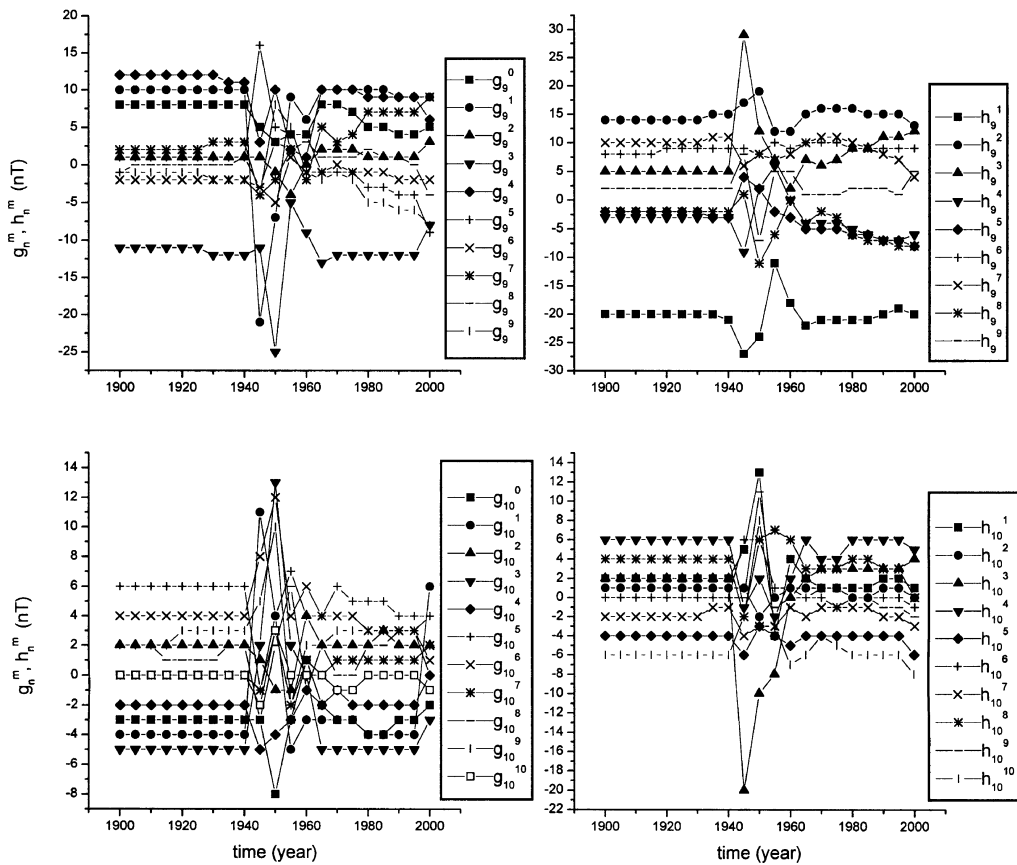 g_n^m, h_n^m (nT)
20
15
10
5
0
-5
-10
-15
-20
-25
1900 1920 1940 1960 1980 2000
g_9^0
g_9^1
g_9^2
g_9^3
g_9^4
g_9^5
g_9^6
g_9^7
g_9^8
g_9^9
30
25
20
15
10
5
0
-5
-10
-15
-20
-25
-30
1900 1920 1940 1960 1980 2000
h_9^1
h_9^2
h_9^3
h_9^4
h_9^5
h_9^6
h_9^7
h_9^8
h_9^9
g_n^m, h_n^m (nT)
14
12
10
8
6
4
2
0
-2
-4
-6
-8
1900 1920 1940 1960 1980 2000
time (year)
g_10^0
g_10^1
g_10^2
g_10^3
g_10^4
g_10^5
g_10^6
g_10^7
g_10^8
g_10^9
g_10^10
14
12
10
8
6
4
2
0
-2
-4
-6
-8
-10
-12
-14
-16
-18
-20
-22
1900 1920 1940 1960 1980 2000
time (year)
h_10^1
h_10^2
h_10^3
h_10^4
h_10^5
h_10^6
h_10^7
h_10^8
h_10^9
h_10^10